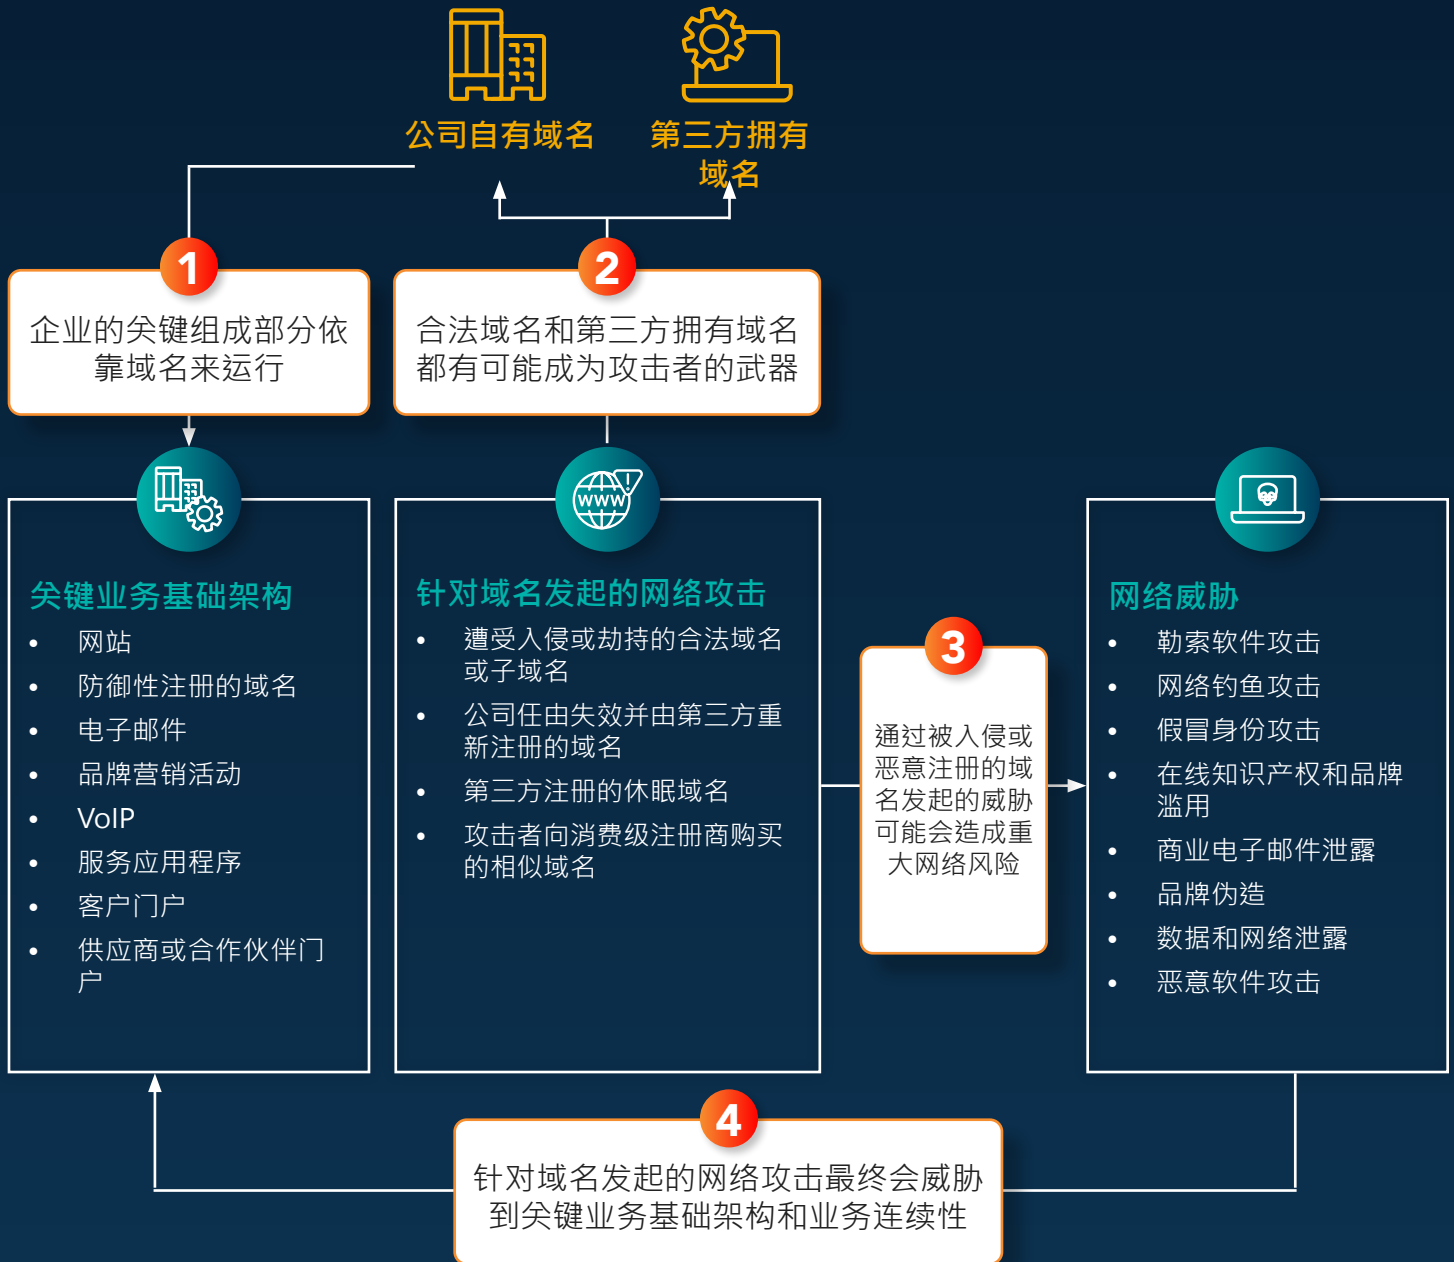 公司自有域名
第三方拥有
域名
1
企业的关键组成部分依
靠域名来运行
2
合法域名和第三方拥有域名
都有可能成为攻击者的武器
关键业务基础架构
• 网站
• 防御性注册的域名
• 电子邮件
• 品牌营销活动
• VoIP
• 服务应用程序
• 客户门户
• 供应商或合作伙伴门
户
WWW
针对域名发起的网络攻击
• 遭受入侵或劫持的合法域名
或子域名
• 公司任由失效并由第三方重
新注册的域名
• 第三方注册的休眠域名
• 攻击者向消费级注册商购买
的相似域名
3
通过被入侵或
恶意注册的域
名发起的威胁
可能会造成重
大网络风险
网络威胁
• 勒索软件攻击
• 网络钓鱼攻击
• 假冒身份攻击
• 在线知识产权和品牌
滥用
• 商业电子邮件泄露
• 品牌伪造
• 数据和网络泄露
• 恶意软件攻击
4
针对域名发起的网络攻击最终会威胁
到关键业务基础架构和业务连续性